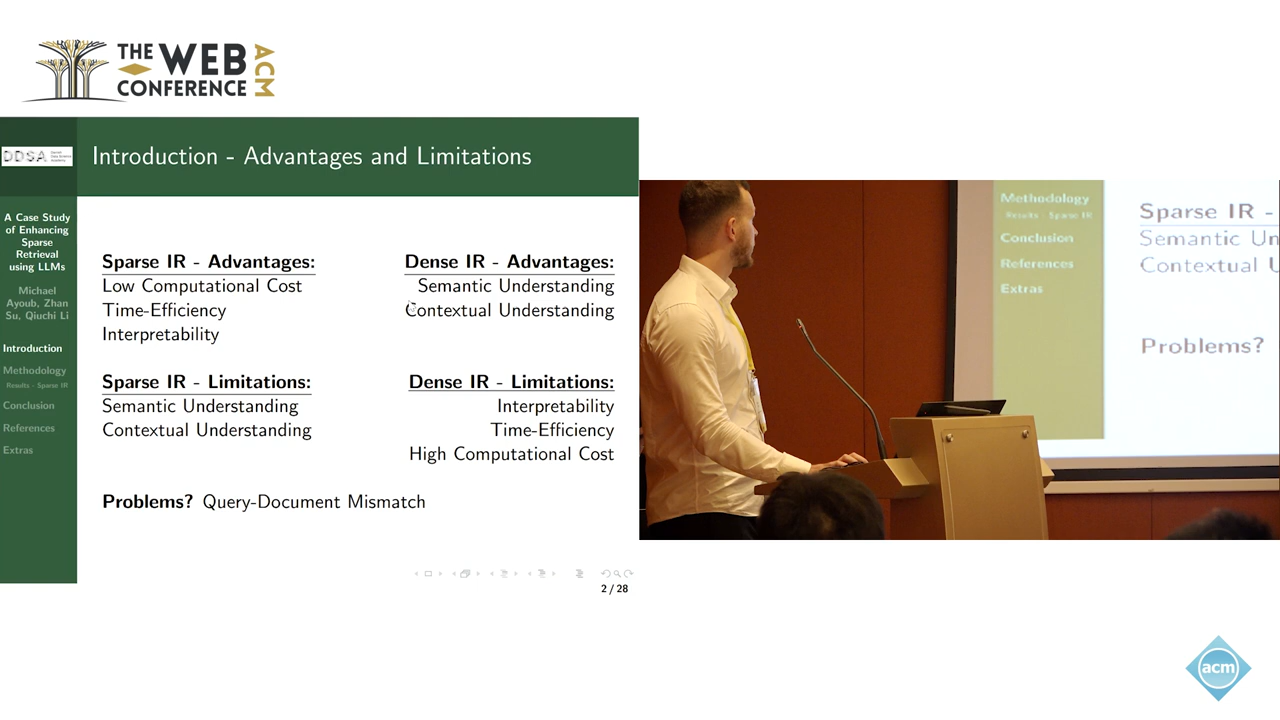 THE WEB
CONFERENCE
ACM
DDSA
Introduction - Advantages and Limitations
A Case Study
of Enhancing
Sparse
Retrieval
using LLMs
Michael
Ayoub, Zhan
Su, Qiuchi Li
Introduction
Methodology
Results - Sparse IR
Conclusion
References
Extras
Sparse IR - Advantages:
Low Computational Cost
Time-Efficiency
Interpretability
Dense IR - Advantages:
Semantic Understanding
Contextual Understanding
Sparse IR - Limitations:
Semantic Understanding
Contextual Understanding
Dense IR - Limitations:
Interpretability
Time-Efficiency
High Computational Cost
Problems? Query-Document Mismatch
2 / 28
Methodology
Results - Sparse IR
Conclusion
References
Extras
Sparse IR -
Semantic Un
Contextual U
Problems?
acm